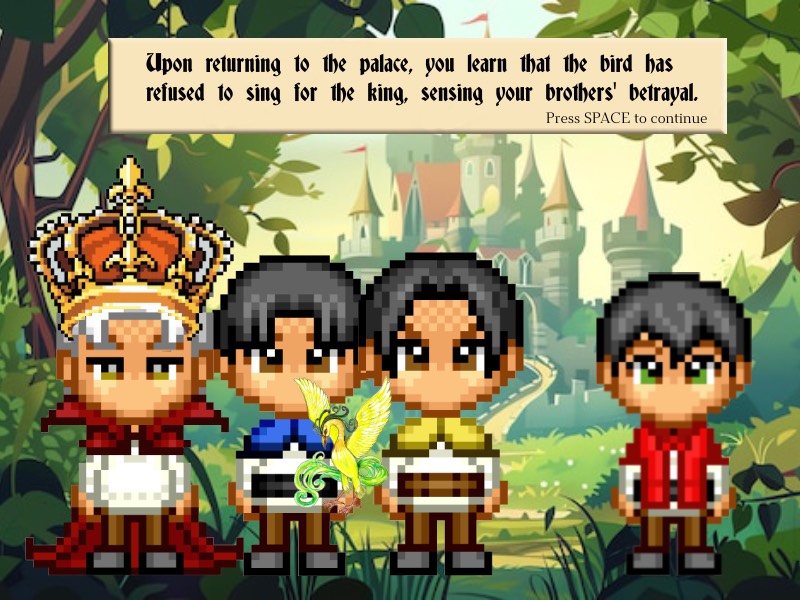 Upon returning to the palace, you learn that the bird has
refused to sing for the king, sensing your brothers' betrayal.
Press SPACE to continue